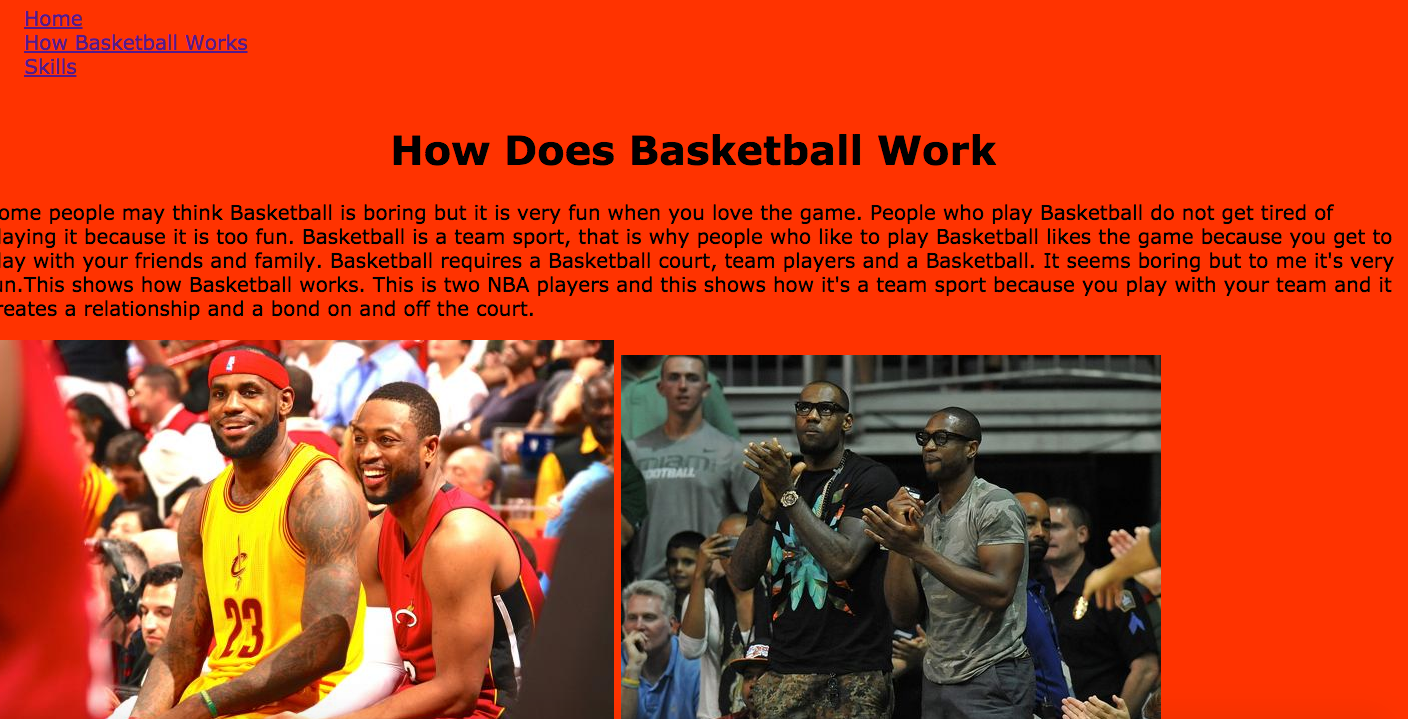 Home
How Basketball Works
Skills
How Does Basketball Work
ome people may think Basketball is boring but it is very fun when you love the game. People who play Basketball do not get tired of
laying it because it is too fun. Basketball is a team sport, that is why people who like to play Basketball likes the game because you get to
lay with your friends and family. Basketball requires a Basketball court, team players and a Basketball. It seems boring but to me it's very
un.This shows how Basketball works. This is two NBA players and this shows how it's a team sport because you play with your team and it
reates a relationship and a bond on and off the court.
C
23
miami
FOOTBALL